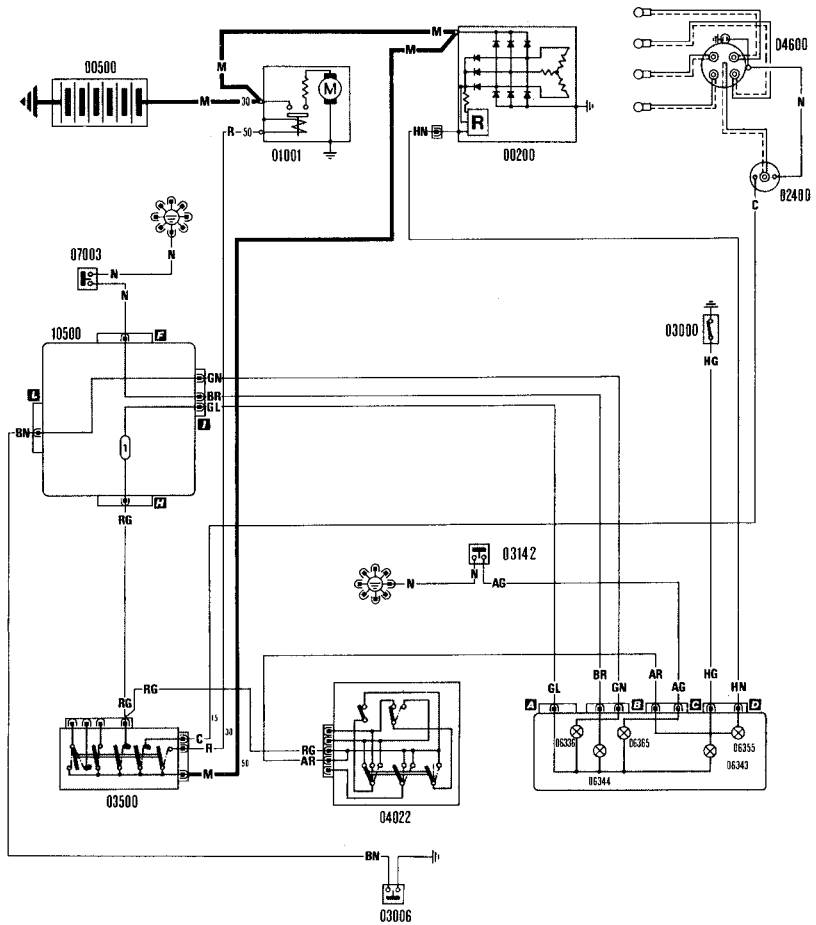 M
M
M
00500
M
30
M
R
50
01001
HN
R
00200
04600
N
02400
C
N
07003
N
N
10500
F
03000
HG
GN
BR
GL
L
I
BN
1
H
RG
03142
N
N
AG
RG
RG
BR
AR
HG
GL
GN
AG
HN
A
B
C
D
15
30
50
C
R
M
RG
AR
06336
06365
06355
06344
06343
03500
04022
BN
03006